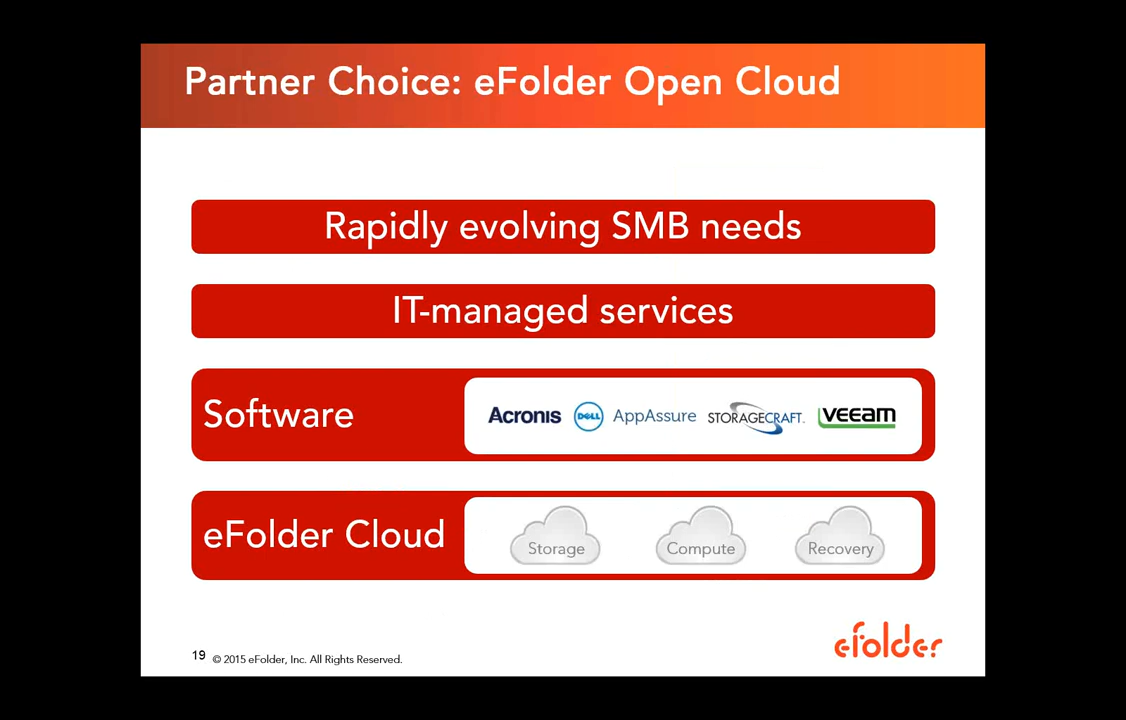 Partner Choice: eFolder Open Cloud
Rapidly evolving SMB needs
IT-managed services
Software
Acronis DELL AppAssure STORAGECRAFT. veeam
eFolder Cloud
Storage Compute Recovery
19 © 2015 eFolder, Inc. All Rights Reserved.
efolder